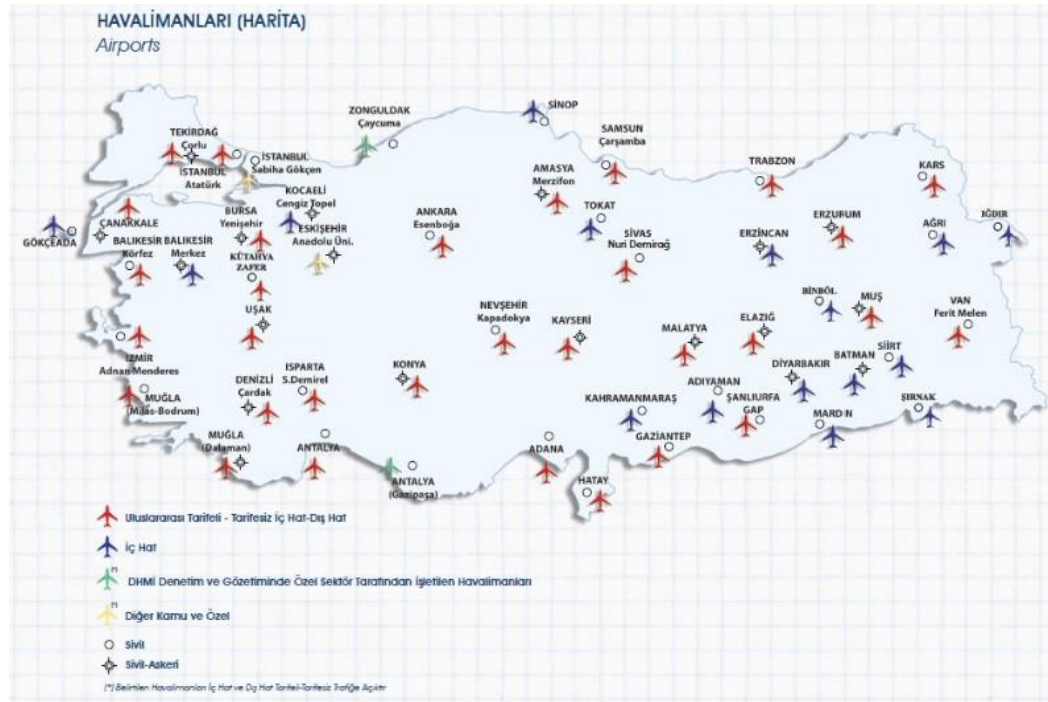 HAVALİMANLARI (HARİTA)
Airports
ZONGULDAK
Çaycuma
SİNOP
TEKİRDAĞ
Çorlu
İSTANBUL
Sabiha Gökçen
İSTANBUL
Atatürk
SAMSUN
Çarşamba
TRABZON
KARS
AMASYA
Merzifon
KOCAELİ
Cengiz Topel
TOKAT
GÖKÇEADA
ÇANAKKALE
BURSA
Yenişehir
ESKİŞEHİR
Anadolu Üni.
ANKARA
Esenboğa
ERZURUM
AĞRI
IĞDIR
BALIKESİR
Körfez
BALIKESİR
Merkez
KÜTAHYA
ZAFER
SİVAS
Nuri Demirağ
ERZİNCAN
UŞAK
NEVŞEHİR
Kapadokya
KAYSERİ
BİNBÖL
MUŞ
VAN
Ferit Melen
MALATYA
ELAZIĞ
İZMİR
Adnan Menderes
ISPARTA
S.Demirel
KONYA
DİYARBAKIR
BATMAN
SİİRT
MUĞLA
(Milas-Bodrum)
DENİZLİ
Çardak
KAHRAMANMARAŞ
ADIYAMAN
ŞANLIURFA
GAP
MARDİN
ŞIRNAK
MUĞLA
(Dalaman)
ANTALYA
ANTALYA
(Gazipaşa)
ADANA
GAZİANTEP
HATAY
Uluslararası Tarifeli - Tarifesiz İç Hat-Dış Hat
İç Hat
(*) DHMİ Denetim ve Gözetiminde Özel Sektör Tarafından İşletilen Havalimanları
(*) Diğer Kamu ve Özel
Sivil
Sivil-Askeri
(*) Belirtilen Havalimanları İç Hat ve Dış Hat Tarifeli-Tarifesiz Trafiğe Açıktır